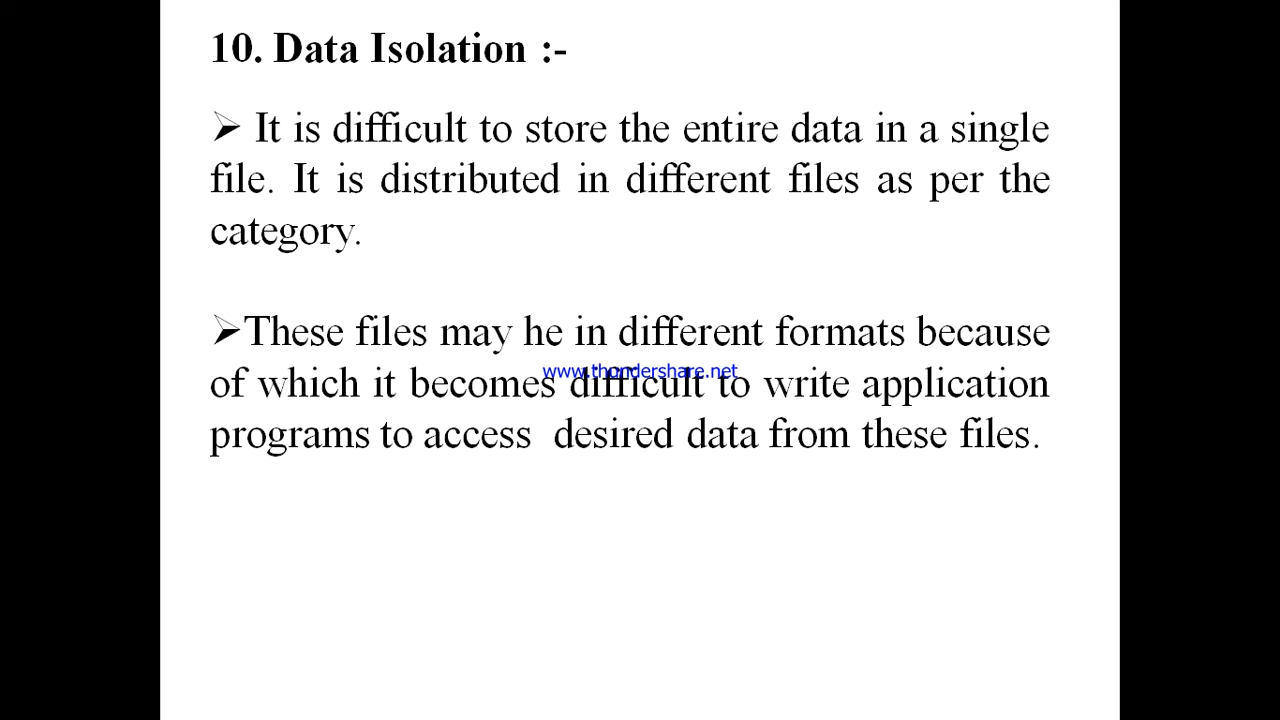 10. Data Isolation :-
➢ It is difficult to store the entire data in a single
file. It is distributed in different files as per the
category.
➢These files may he in different formats because
www.thundershare.net
of which it becomes difficult to write application
programs to access desired data from these files.